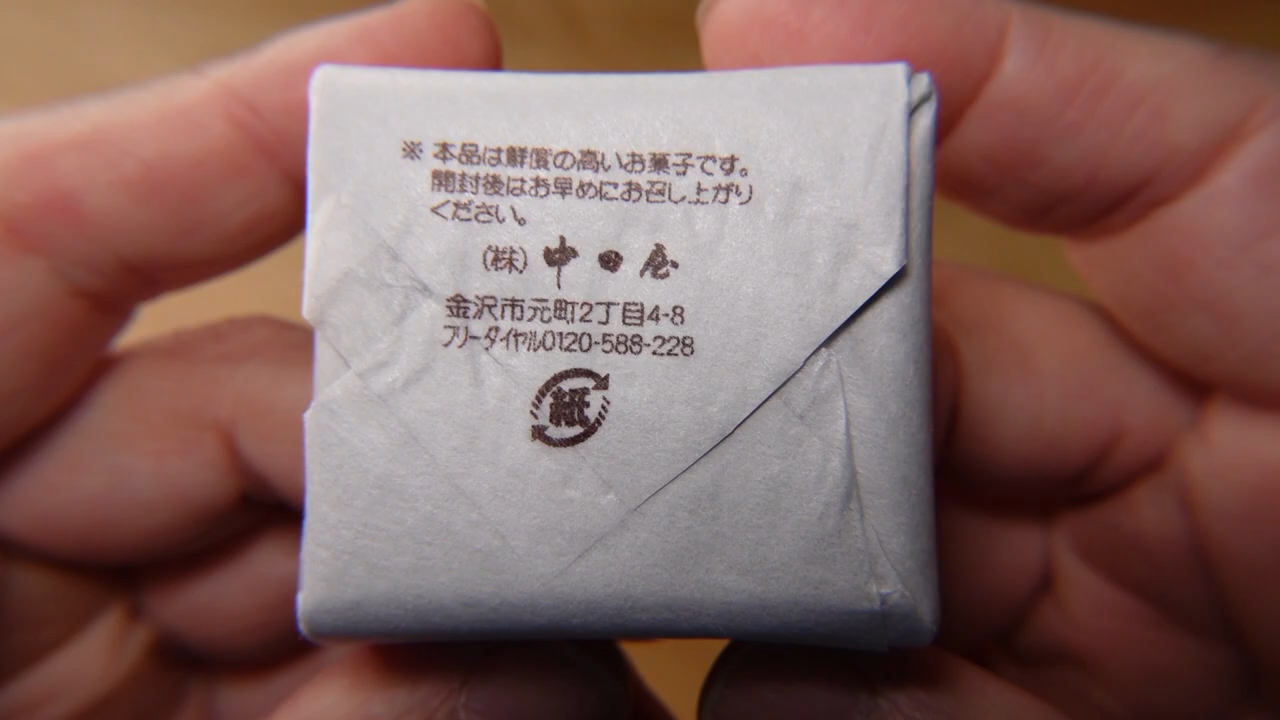 ※ 本品は鮮度の高いお菓子です。
開封後はお早めにお召し上がり
ください。
(株) 中田屋
金沢市元町2丁目4-8
フリーダイヤル0120-588-228
紙